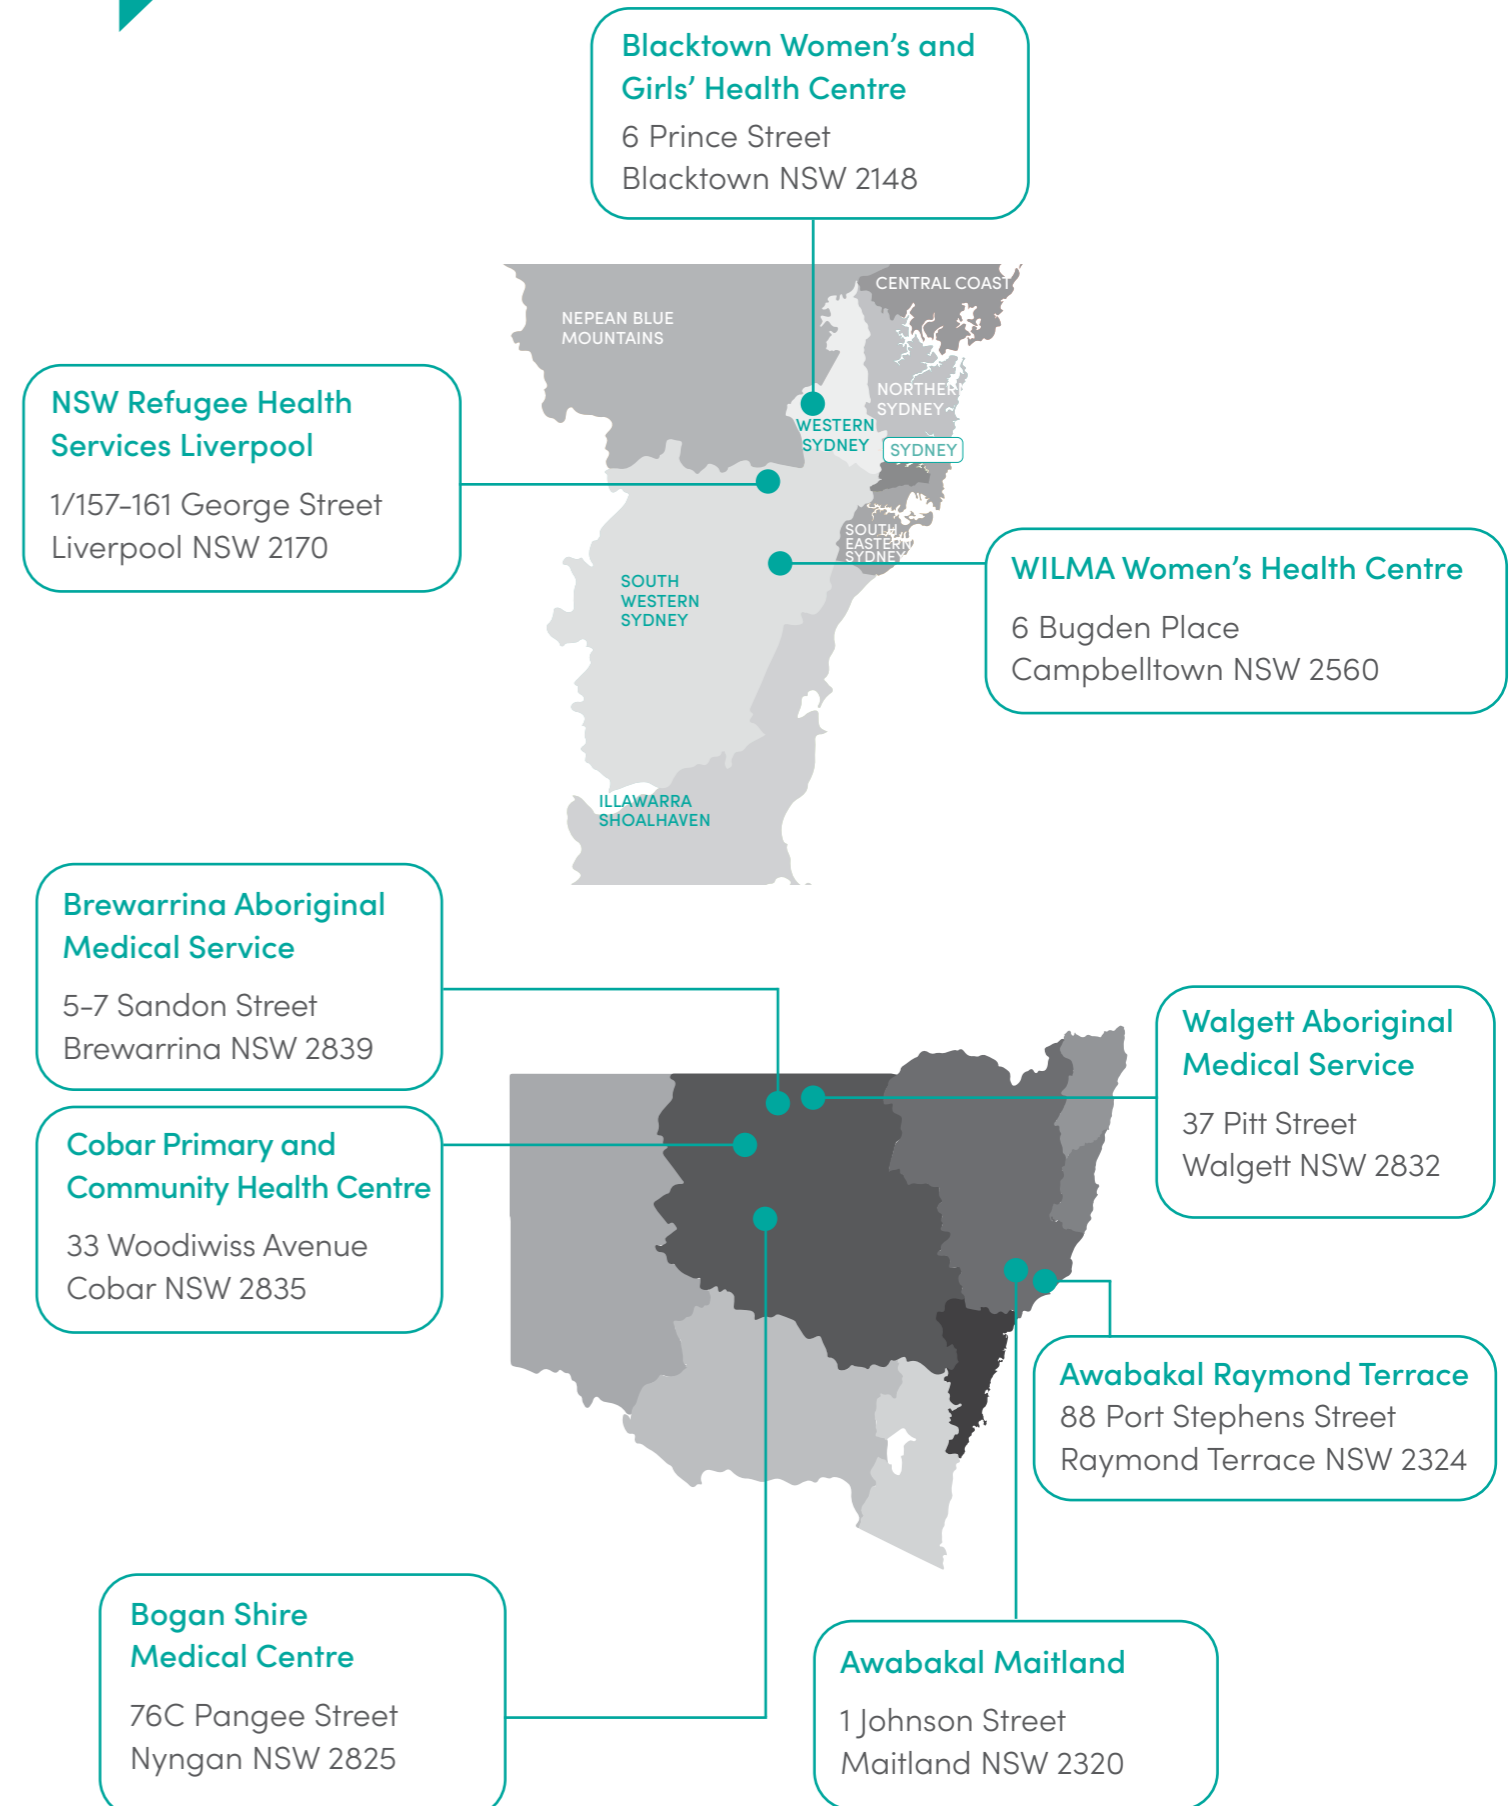 Blacktown Women’s and
Girls’ Health Centre
6 Prince Street
Blacktown NSW 2148
CENTRAL COAST
NEPEAN BLUE
MOUNTAINS
NORTHERN
SYDNEY
WESTERN
SYDNEY
SYDNEY
NSW Refugee Health
Services Liverpool
1/157-161 George Street
Liverpool NSW 2170
SOUTH
EASTERN
SYDNEY
WILMA Women’s Health Centre
6 Bugden Place
Campbelltown NSW 2560
SOUTH
WESTERN
SYDNEY
ILLAWARRA
SHOALHAVEN
Brewarrina Aboriginal
Medical Service
5-7 Sandon Street
Brewarrina NSW 2839
Walgett Aboriginal
Medical Service
37 Pitt Street
Walgett NSW 2832
Cobar Primary and
Community Health Centre
33 Woodiwiss Avenue
Cobar NSW 2835
Awabakal Raymond Terrace
88 Port Stephens Street
Raymond Terrace NSW 2324
Bogan Shire
Medical Centre
76C Pangee Street
Nyngan NSW 2825
Awabakal Maitland
1 Johnson Street
Maitland NSW 2320